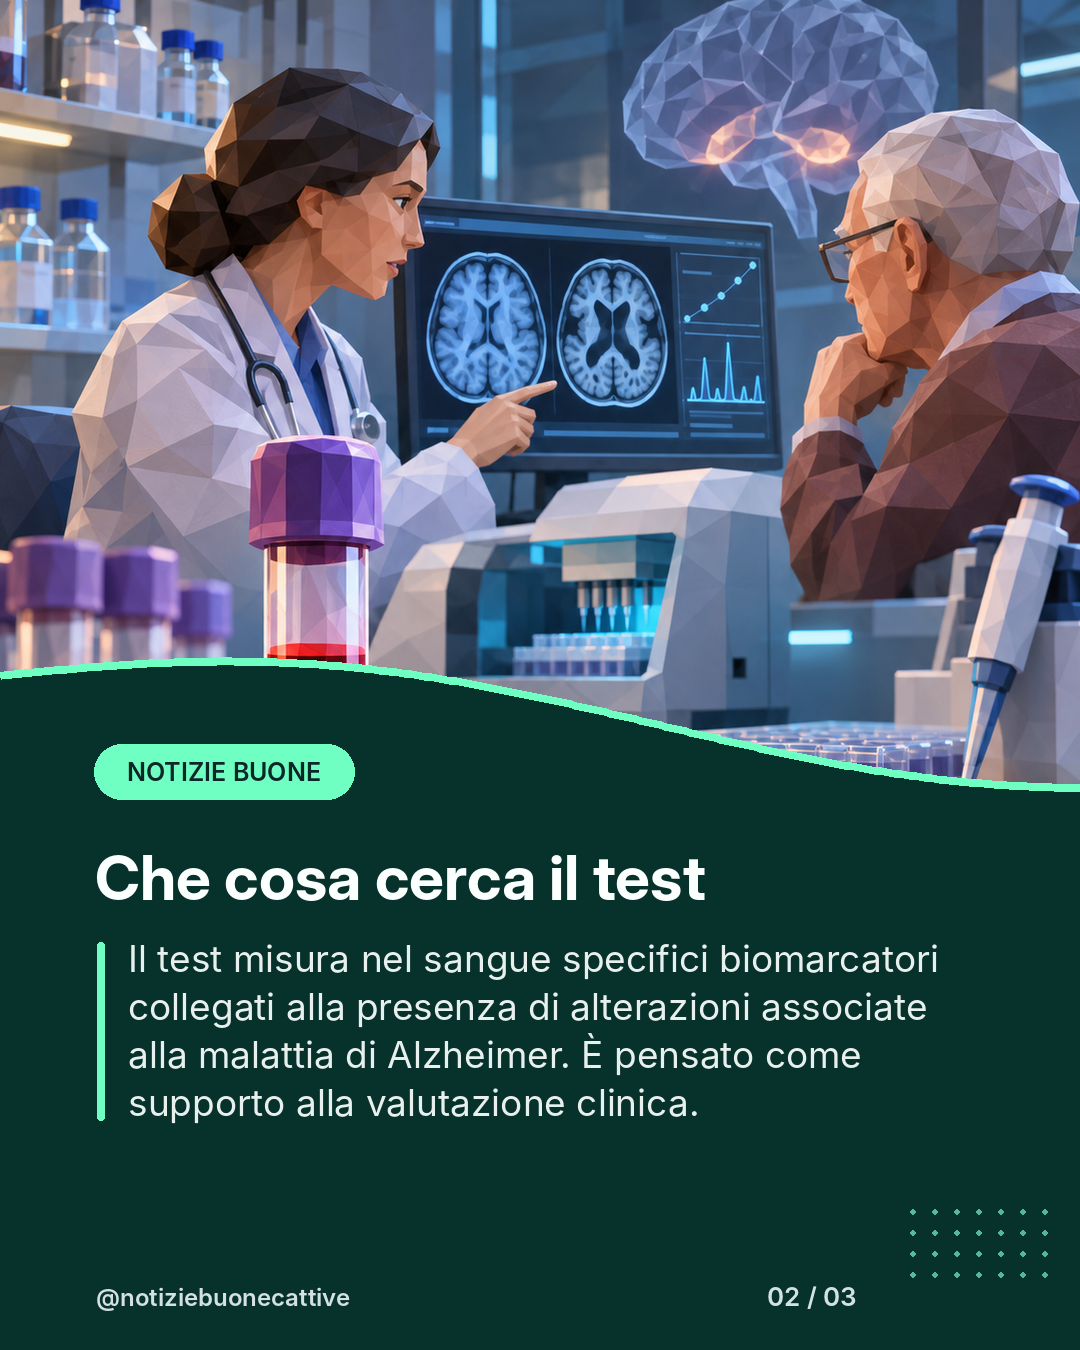 NOTIZIE BUONE
Che cosa cerca il test
Il test misura nel sangue specifici biomarcatori
collegati alla presenza di alterazioni associate
alla malattia di Alzheimer. È pensato come
supporto alla valutazione clinica.
@notiziebuonecattive
02 / 03